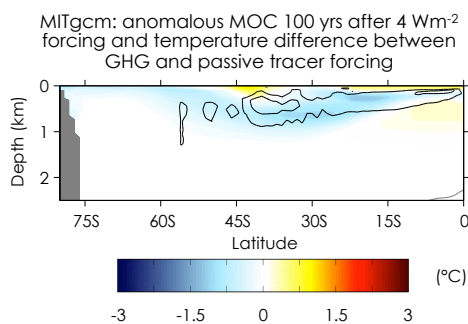 MITgcm: anomalous MOC 100 yrs after 4 Wm-2
forcing and temperature difference between
GHG and passive tracer forcing
0
1
2
Depth (km)
75S 60S 45S 30S 15S 0
Latitude
(°C)
-3 -1.5 0 1.5 3